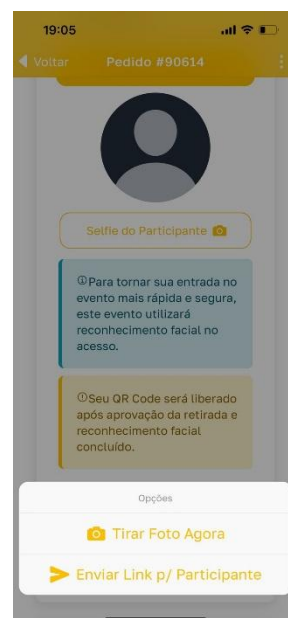 19:05
Voltar Pedido #90614
Selfie do Participante
Para tornar sua entrada no
evento mais rápida e segura,
este evento utilizará
reconhecimento facial no
acesso.
Seu QR Code será liberado
após aprovação da retirada e
reconhecimento facial
concluído.
Opções
Tirar Foto Agora
Enviar Link p/ Participante